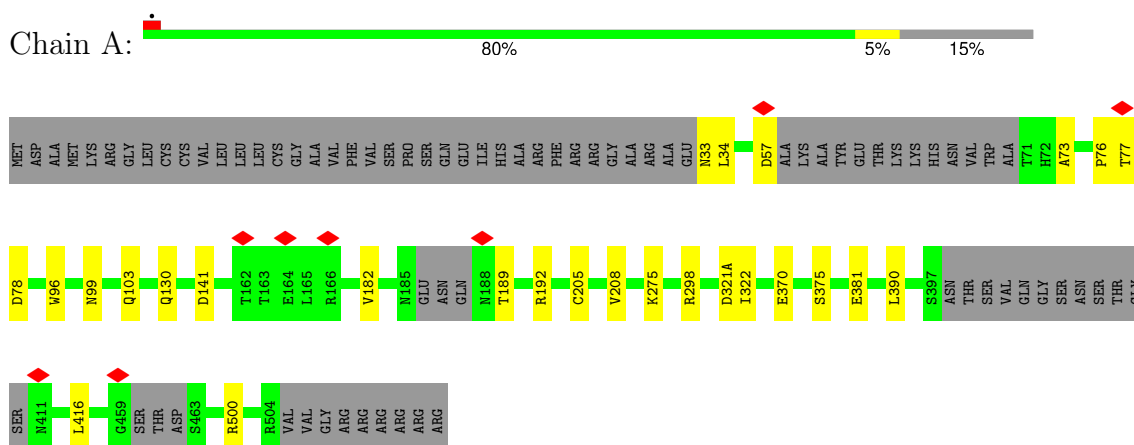 Chain A:
80% 5% 15%
MET ASP ALA MET LYS ARG GLY LEU CYS CYS VAL LEU LEU LEU CYS GLY ALA VAL PHE VAL SER PRO SER GLN GLU ILE HIS ALA ARG PHE ARG ARG GLY ALA ARG ALA GLU N33 L34 D57 ALA LYS ALA TYR GLU THR LYS LYS HIS ASN VAL TRP ALA T71 H72 A73 P76 T77
D78 W96 N99 Q103 Q130 D141 T162 T163 E164 L165 R166 V182 N185 GLU ASN GLN N188 T189 R192 C205 V208 K275 R298 D321A I322 E370 S375 E381 L390 S397 ASN THR SER VAL GLN GLY SER ASN SER THR GLY
SER N411 L416 G459 SER THR ASP S463 R500 R504 VAL VAL GLY ARG ARG ARG ARG ARG ARG